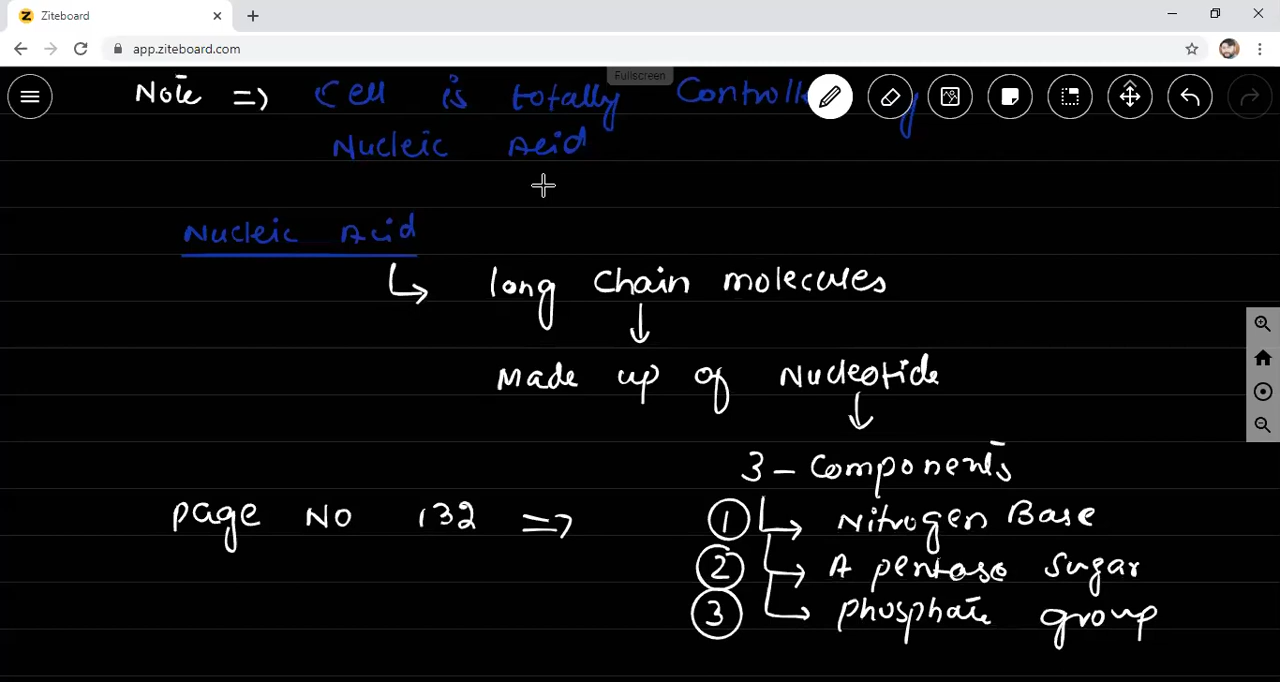 Ziteboard
app.ziteboard.com
Fullscreen
Note => Cell is totally Controll y
Nucleic Acid
Nucleic Acid
long Chain molecules
Made up of Nucleotide
3 - Components
Page No 132 => 1 Nitrogen Base
2 A pentose sugar
3 phosphate group